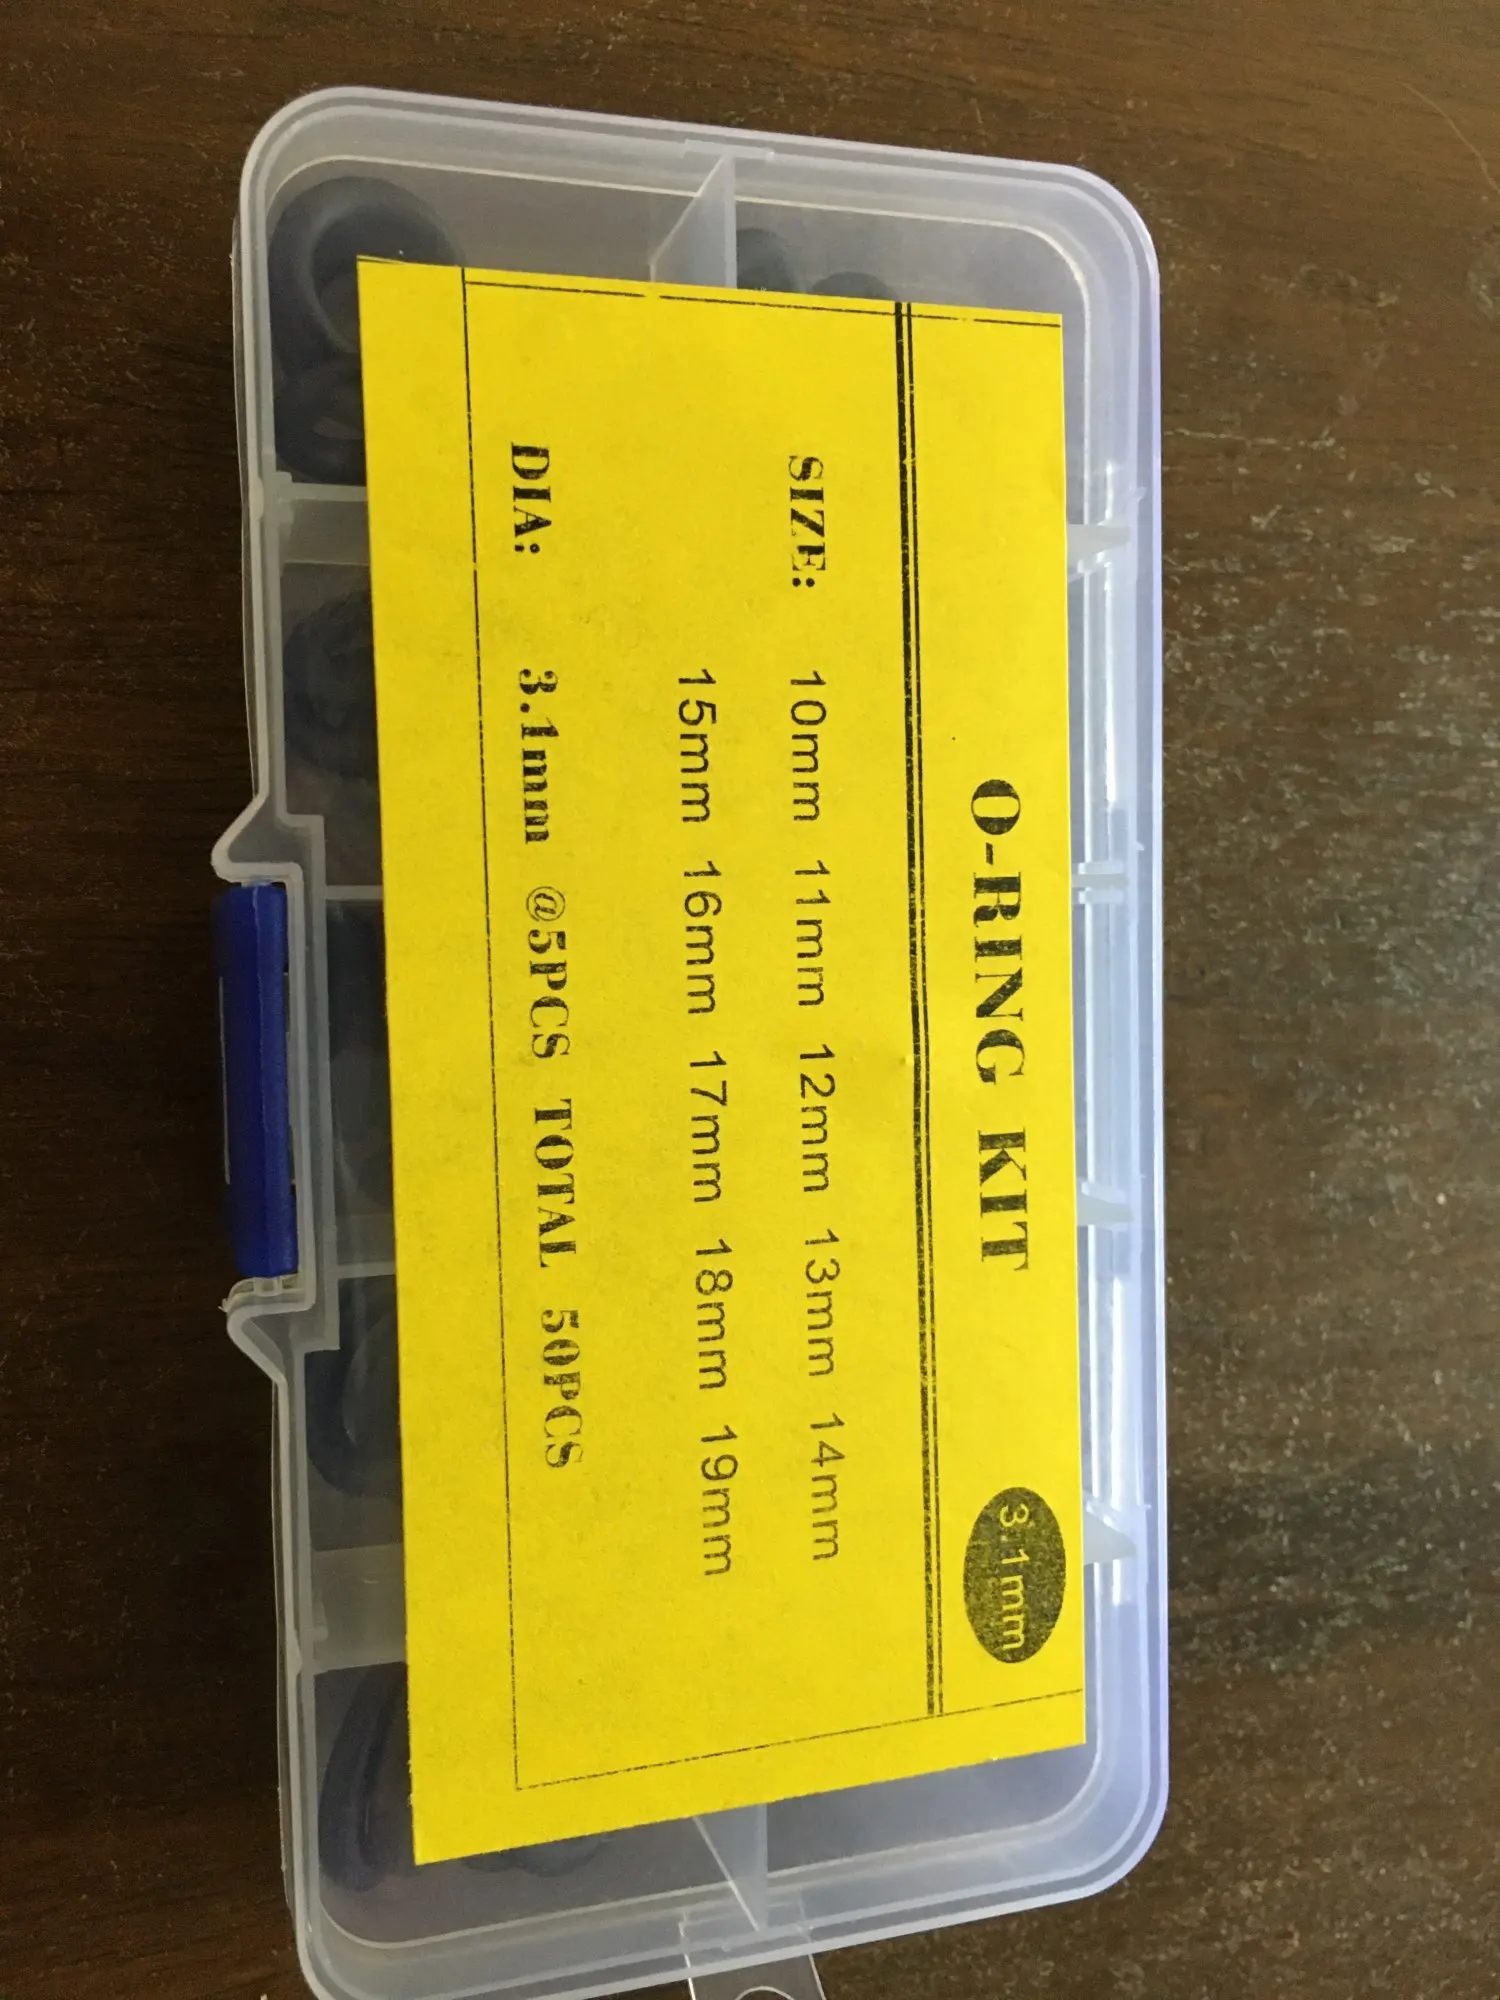 O-RING KIT 3.1mm
SIZE: 10mm 11mm 12mm 13mm 14mm
15mm 16mm 17mm 18mm 19mm
DIA: 3.1mm @5PCS TOTAL 50PCS